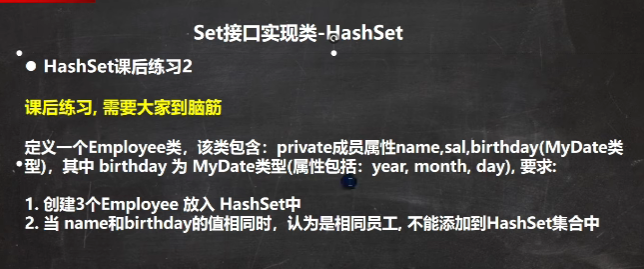 Set接口实现类-HashSet
● HashSet课后练习2
课后练习, 需要大家到脑筋
定义一个Employee类，该类包含：private成员属性name,sal,birthday(MyDate类
型)，其中 birthday 为 MyDate类型(属性包括：year, month, day), 要求:
1. 创建3个Employee 放入 HashSet中
2. 当 name和birthday的值相同时，认为是相同员工, 不能添加到HashSet集合中